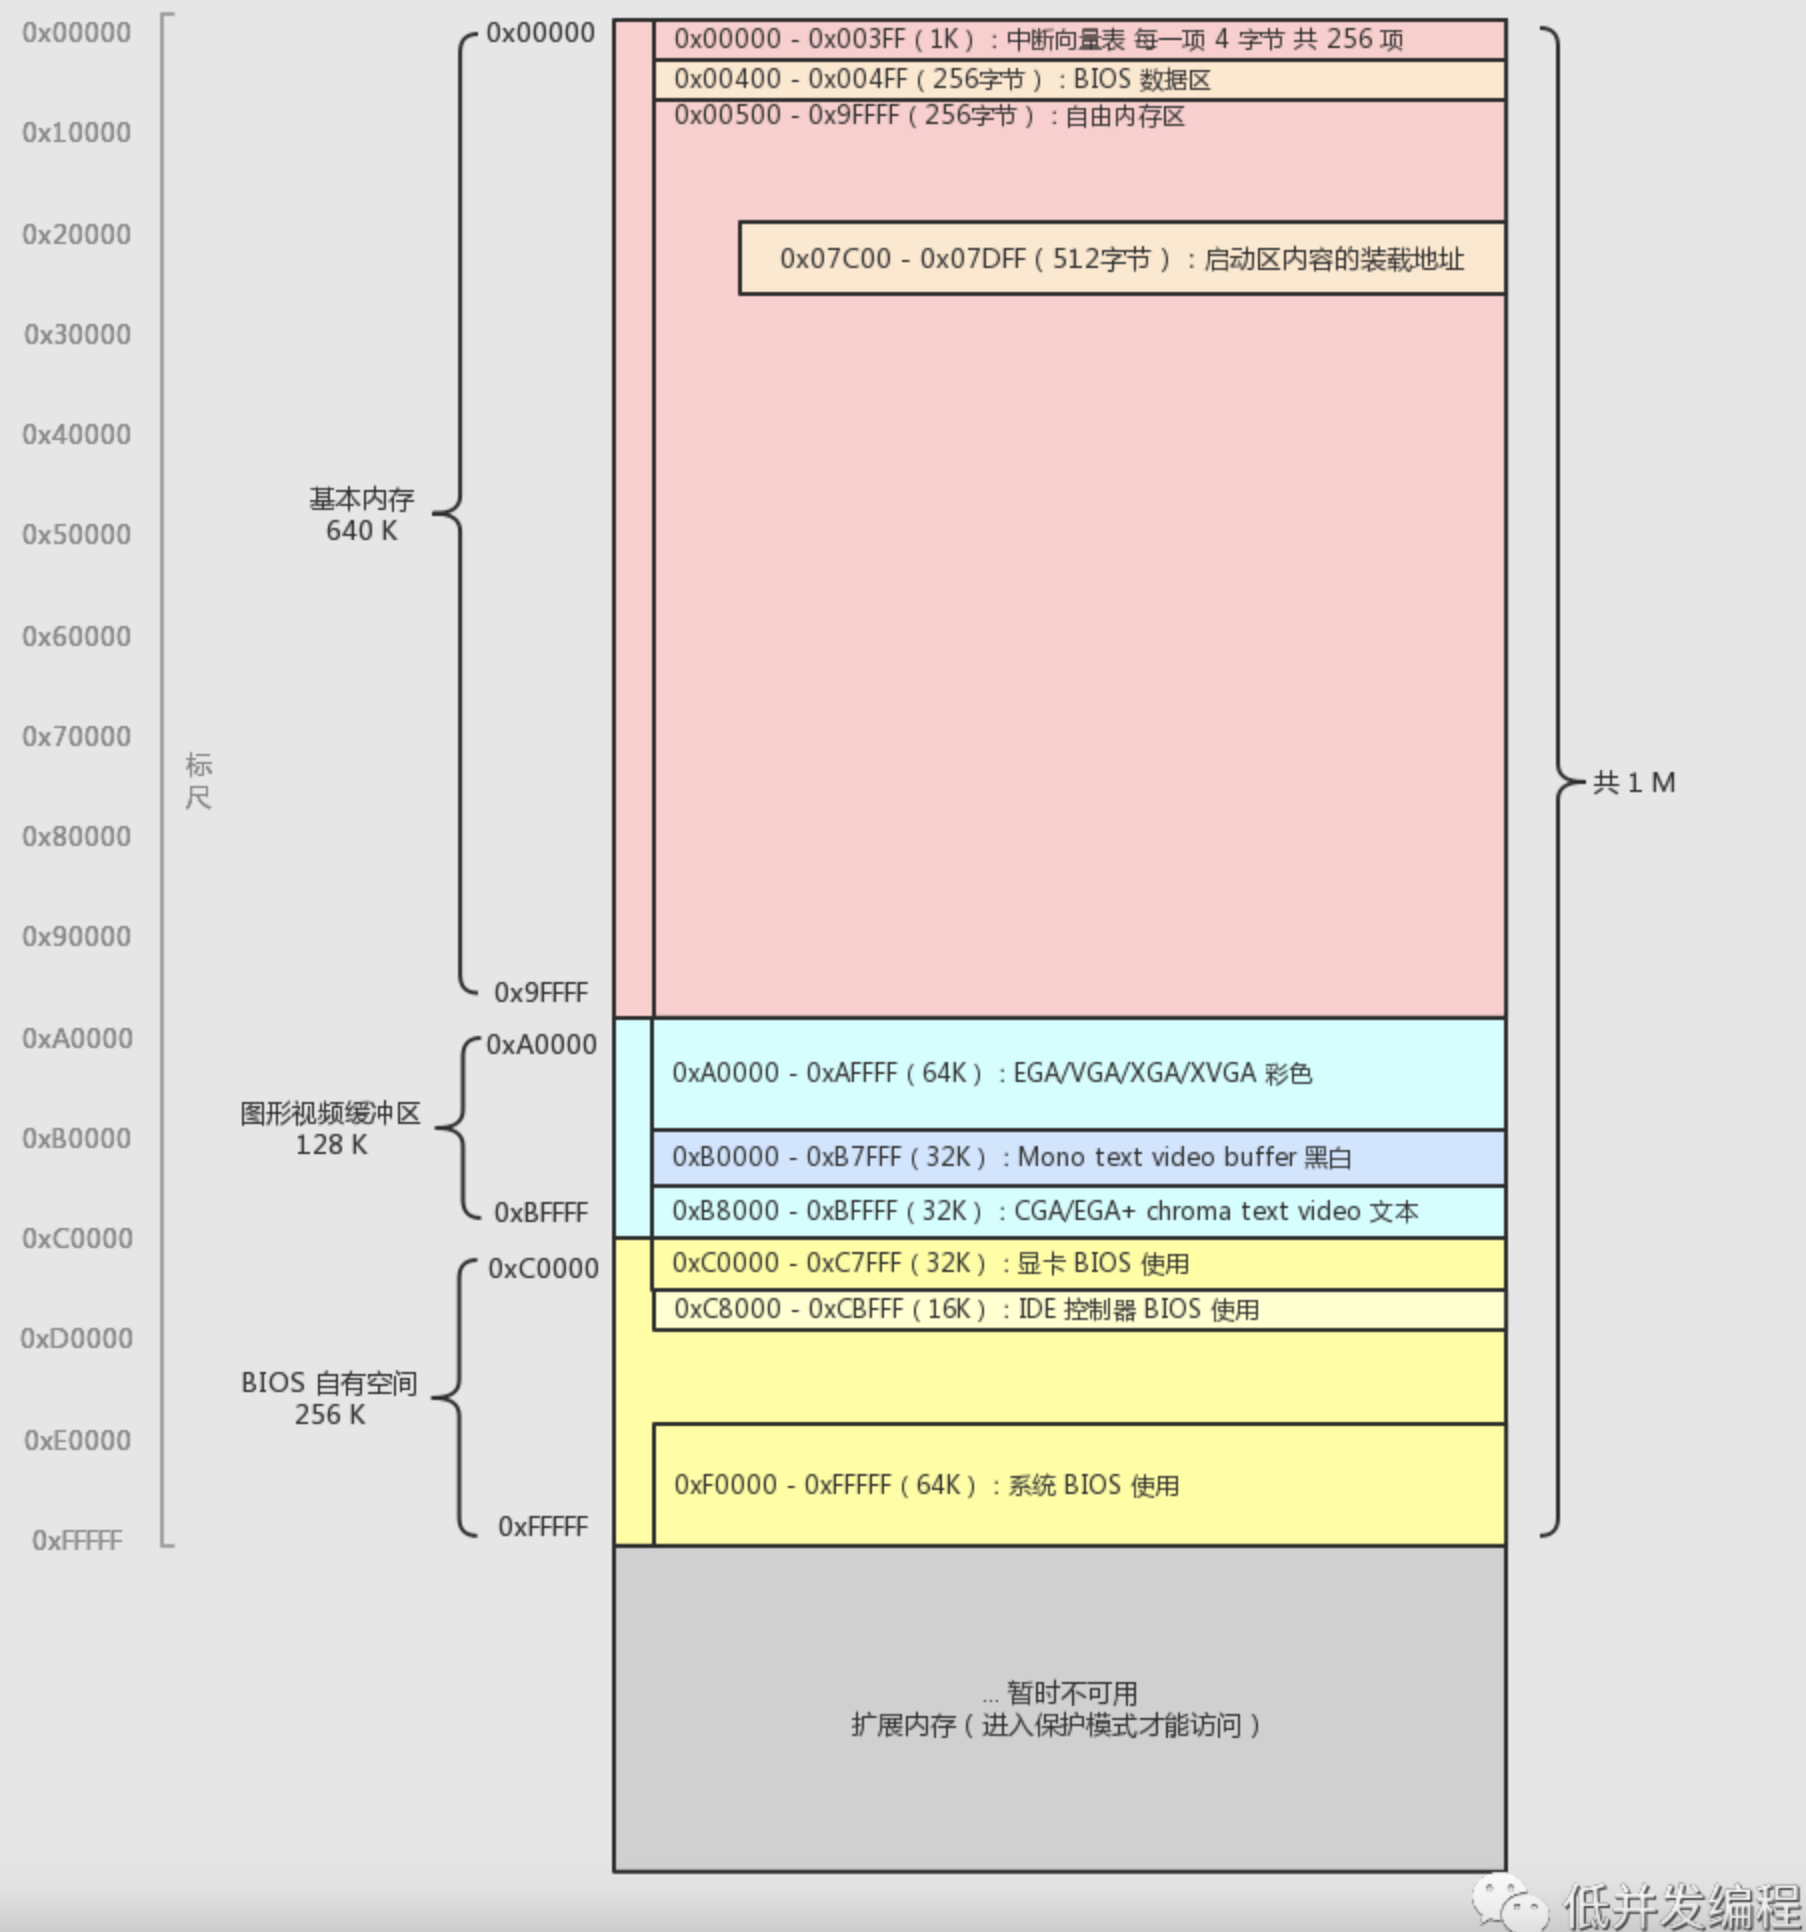 0x00000
0x10000
0x20000
0x30000
0x40000
0x50000
0x60000
0x70000
0x80000
0x90000
0xA0000
0xB0000
0xC0000
0xD0000
0xE0000
0xFFFFF
标
尺
0x00000
基本内存
640 K
0x9FFFF
0xA0000
图形视频缓冲区
128 K
0xBFFFF
0xC0000
BIOS 自有空间
256 K
0xFFFFF
0x00000 - 0x003FF（1K）：中断向量表 每一项 4 字节 共 256 项
0x00400 - 0x004FF（256字节）：BIOS 数据区
0x00500 - 0x9FFFF（256字节）：自由内存区
0x07C00 - 0x07DFF（512字节）：启动区内容的装载地址
0xA0000 - 0xAFFFF（64K）：EGA/VGA/XGA/XVGA 彩色
0xB0000 - 0xB7FFF（32K）：Mono text video buffer 黑白
0xB8000 - 0xBFFFF（32K）：CGA/EGA+ chroma text video 文本
0xC0000 - 0xC7FFF（32K）：显卡 BIOS 使用
0xC8000 - 0xCBFFF（16K）：IDE 控制器 BIOS 使用
0xF0000 - 0xFFFFF（64K）：系统 BIOS 使用
... 暂时不可用
扩展内存（进入保护模式才能访问）
共 1 M
低并发编程